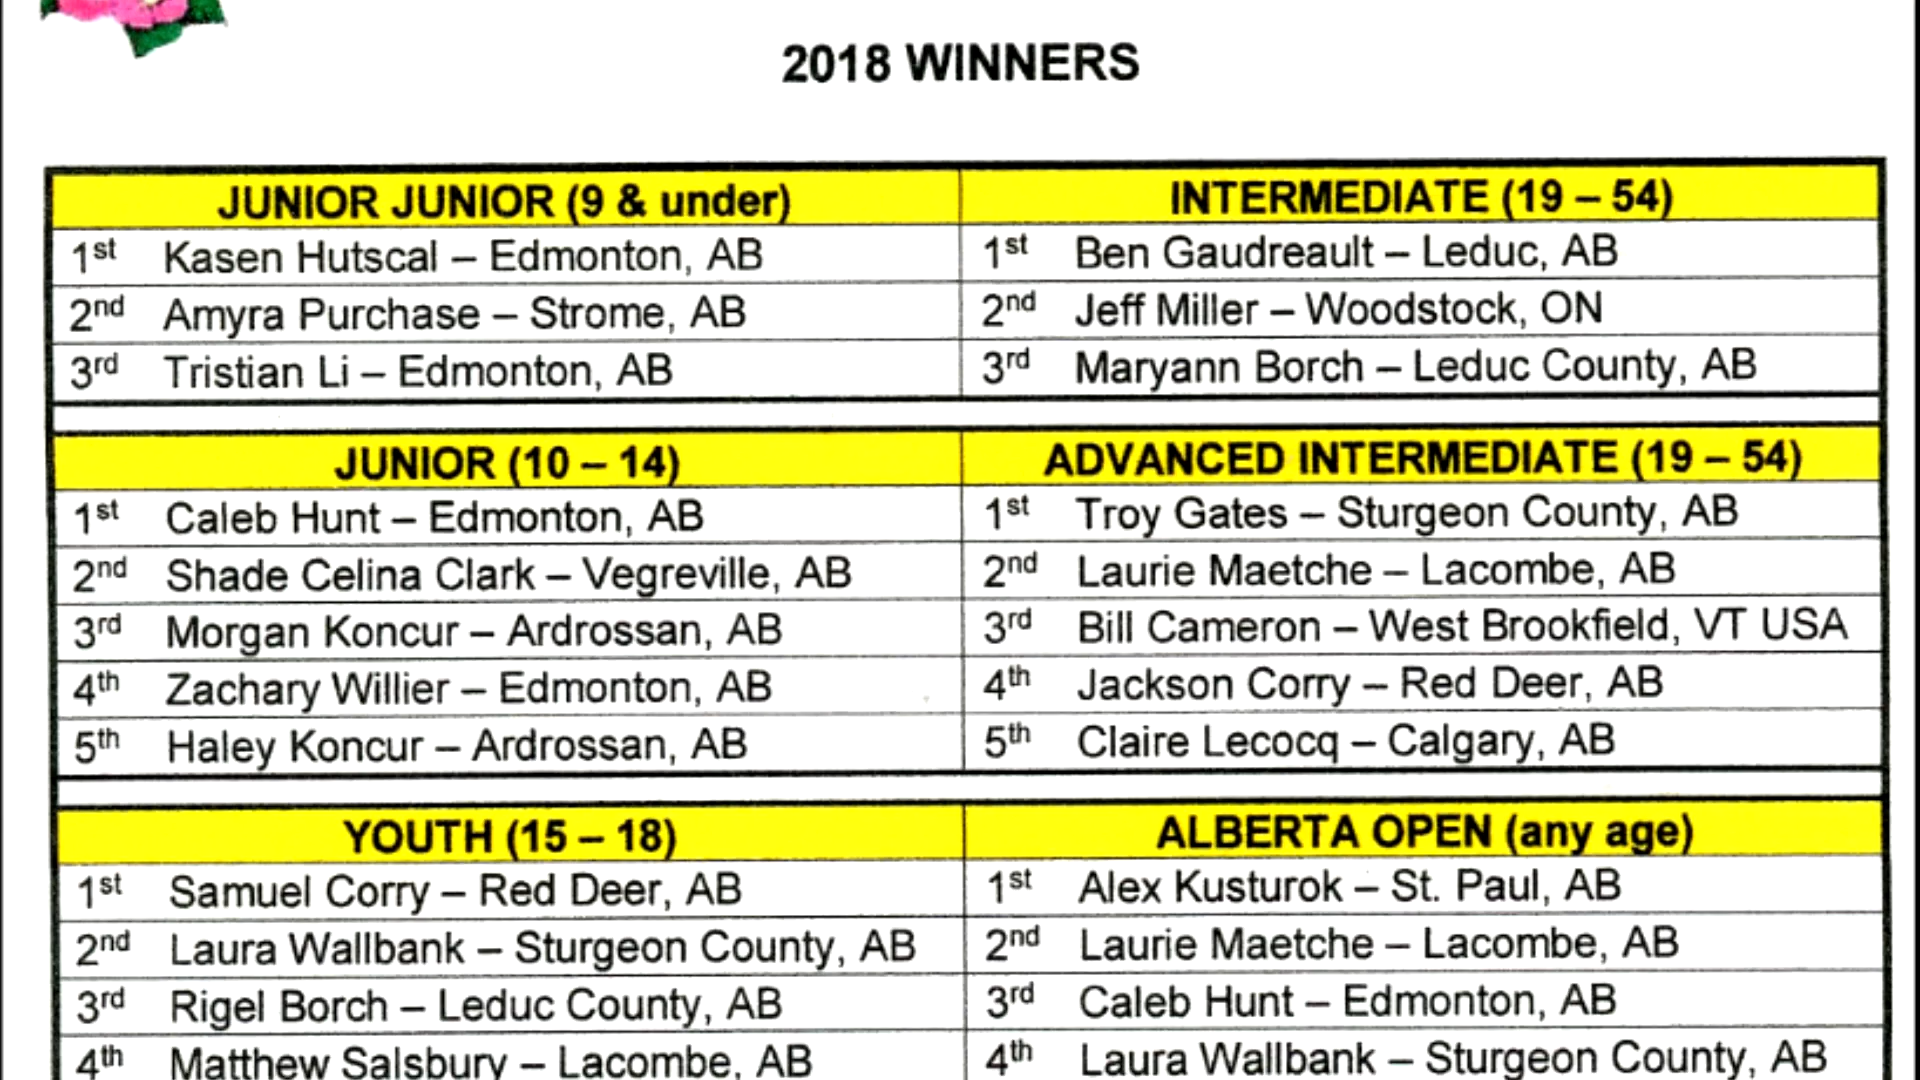 2018 WINNERS
JUNIOR JUNIOR (9 & under)
1st Kasen Hutscal – Edmonton, AB
2nd Amyra Purchase – Strome, AB
3rd Tristian Li – Edmonton, AB
INTERMEDIATE (19 – 54)
1st Ben Gaudreault – Leduc, AB
2nd Jeff Miller – Woodstock, ON
3rd Maryann Borch – Leduc County, AB
JUNIOR (10 – 14)
1st Caleb Hunt – Edmonton, AB
2nd Shade Celina Clark – Vegreville, AB
3rd Morgan Koncur – Ardrossan, AB
4th Zachary Willier – Edmonton, AB
5th Haley Koncur – Ardrossan, AB
ADVANCED INTERMEDIATE (19 – 54)
1st Troy Gates – Sturgeon County, AB
2nd Laurie Maetche – Lacombe, AB
3rd Bill Cameron – West Brookfield, VT USA
4th Jackson Corry – Red Deer, AB
5th Claire Lecocq – Calgary, AB
YOUTH (15 – 18)
1st Samuel Corry – Red Deer, AB
2nd Laura Wallbank – Sturgeon County, AB
3rd Rigel Borch – Leduc County, AB
4th Matthew Salsbury – Lacombe, AB
ALBERTA OPEN (any age)
1st Alex Kusturok – St. Paul, AB
2nd Laurie Maetche – Lacombe, AB
3rd Caleb Hunt – Edmonton, AB
4th Laura Wallbank – Sturgeon County, AB